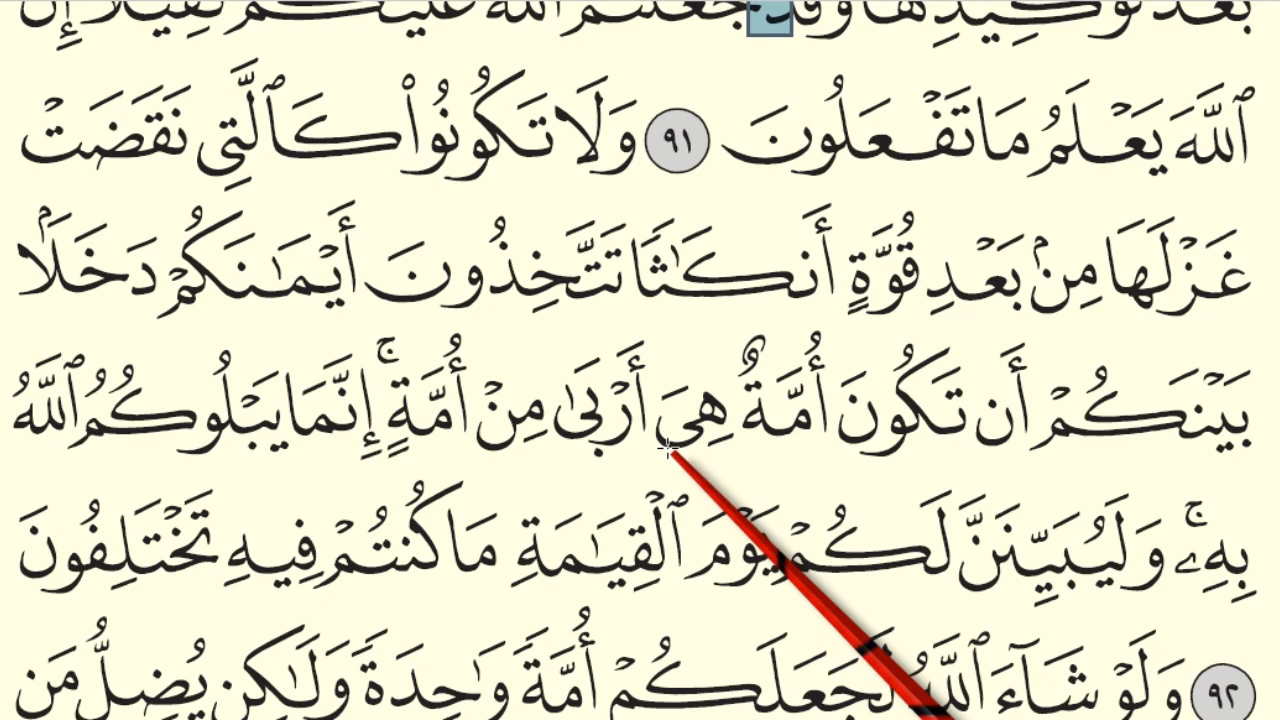 بَعْدَ تَوْكِيدِهَا وَقَدْ جَعَلْتُمُ ٱللَّهَ عَلَيْكُمْ كَفِيلًا إِنَّ
ٱللَّهَ يَعْلَمُ مَا تَفْعَلُونَ ٩١ وَلَا تَكُونُوا۟ كَٱلَّتِى نَقَضَتْ
غَزْلَهَا مِنۢ بَعْدِ قُوَّةٍ أَنكَـٰثًا تَتَّخِذُونَ أَيْمَـٰنَكُمْ دَخَلًۢا
بَيْنَكُمْ أَن تَكُونَ أُمَّةٌ هِىَ أَرْبَىٰ مِنْ أُمَّةٍ ۚ إِنَّمَا يَبْلُوكُمُ ٱللَّهُ
بِهِۦ ۚ وَلَيُبَيِّنَنَّ لَكُمْ يَوْمَ ٱلْقِيَـٰمَةِ مَا كُنتُمْ فِيهِ تَخْتَلِفُونَ
٩٢ وَلَوْ شَآءَ ٱللَّهُ لَجَعَلَكُمْ أُمَّةً وَٰحِدَةً وَلَـٰكِن يُضِلُّ مَن